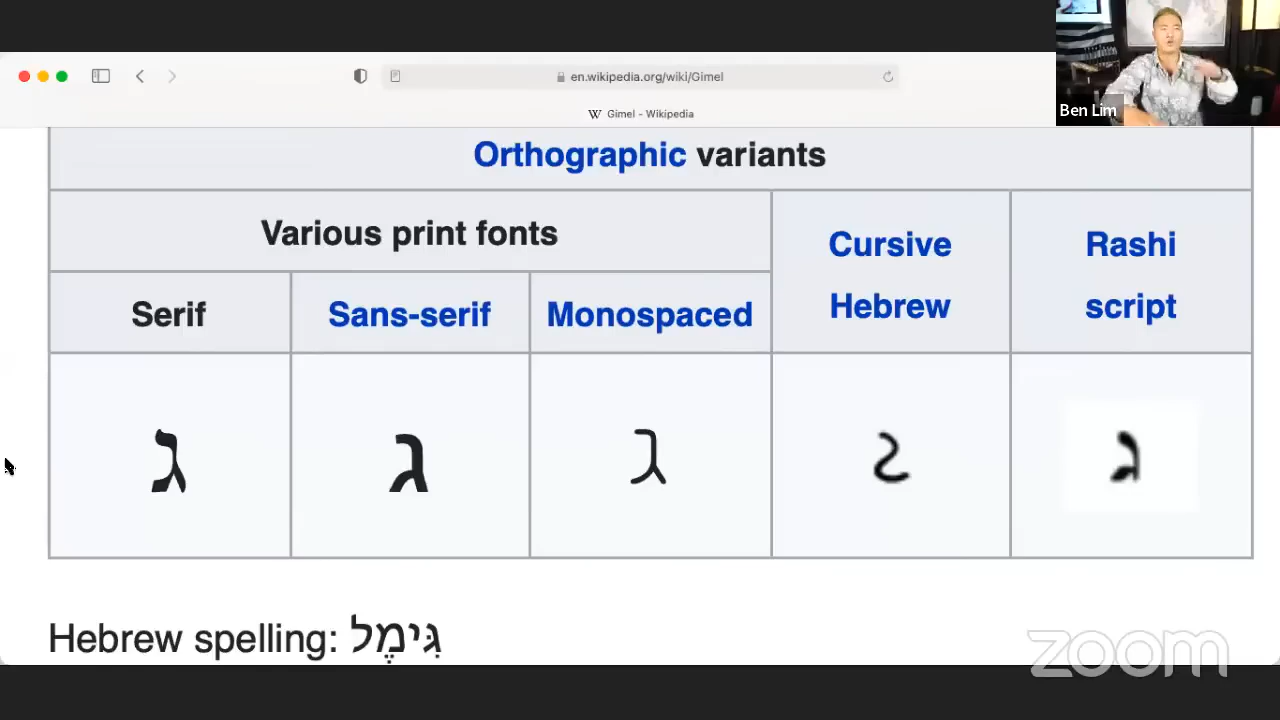 en.wikipedia.org/wiki/Gimel
Gimel - Wikipedia
Ben Lim
Orthographic variants
Various print fonts
Cursive Hebrew
Rashi script
Serif
Sans-serif
Monospaced
ג
ג
ג
ג
ג
Hebrew spelling: גִּימֶל
zoom